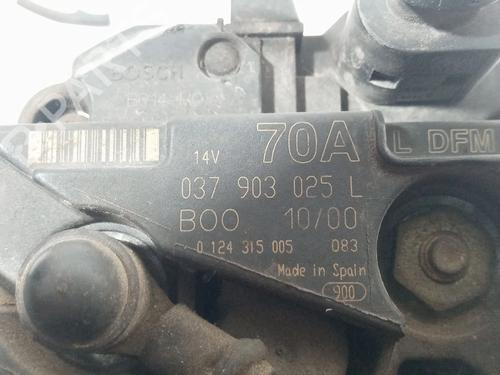 BOSCH
14V 70A L DFM
037 903 025 L
BOO 10/00
0 124 315 005 083
Made in Spain
900